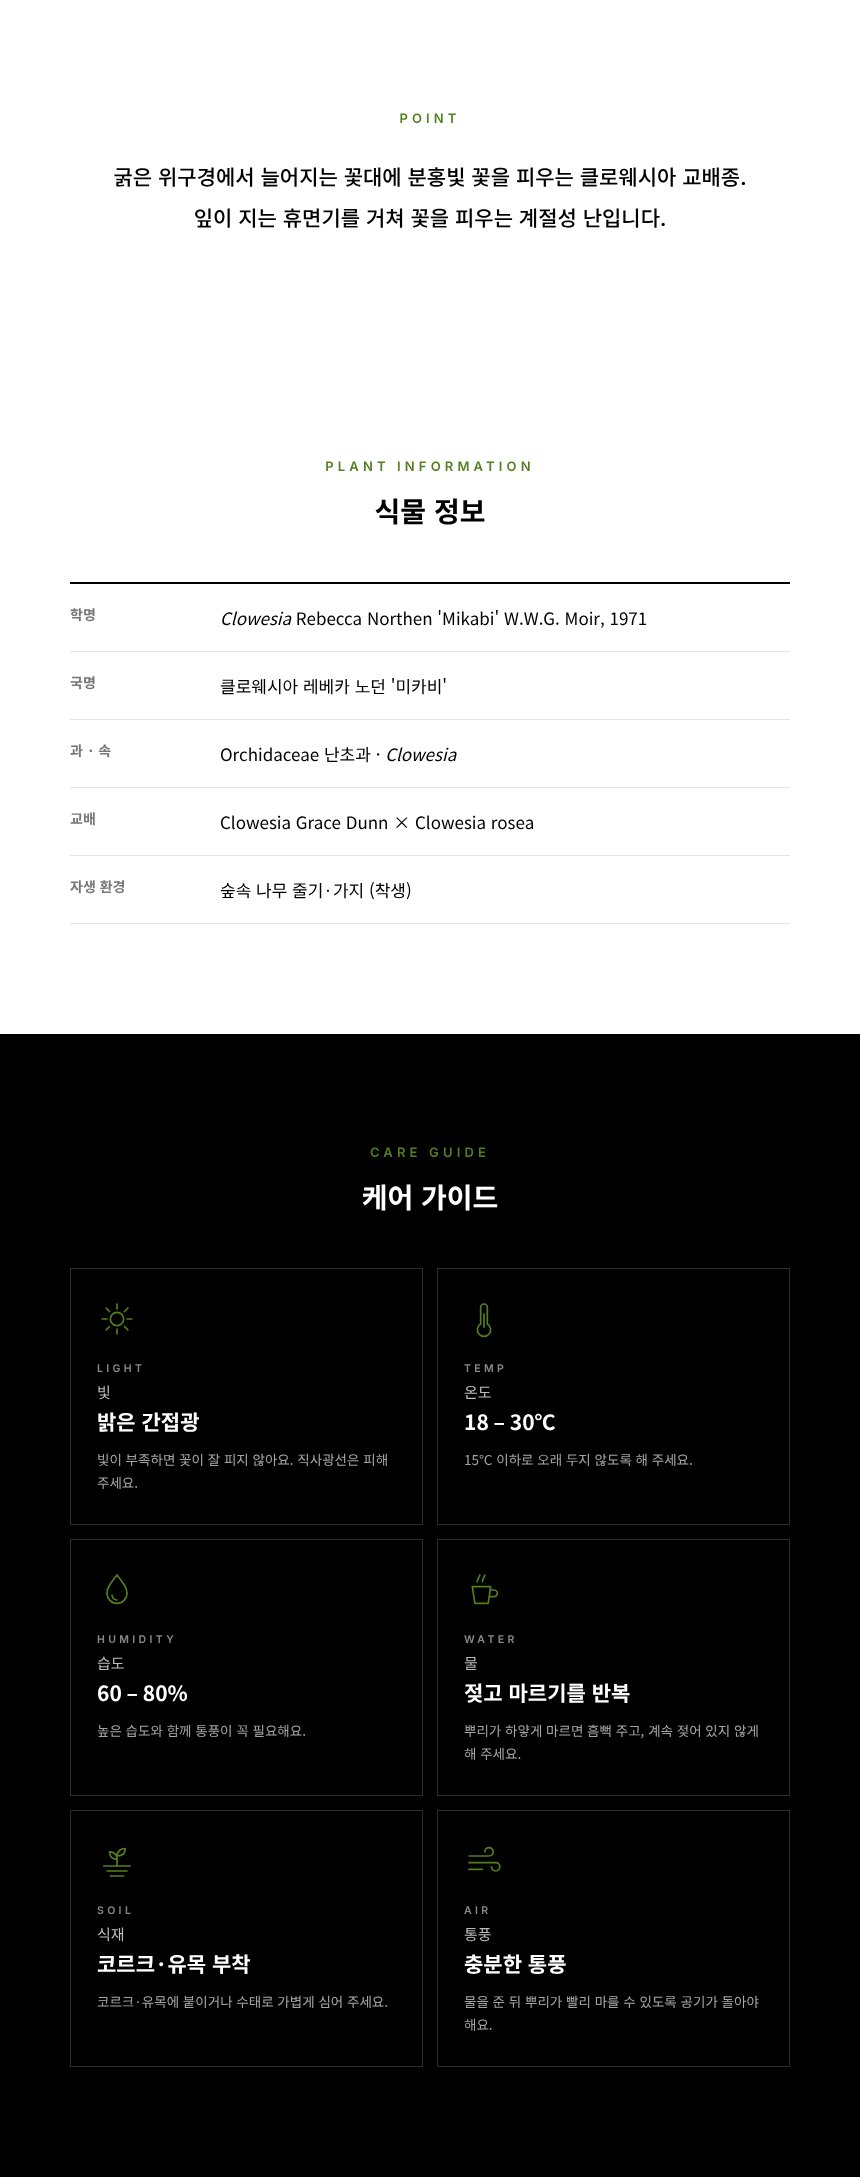 POINT
굵은 위구경에서 늘어지는 꽃대에 분홍빛 꽃을 피우는 클로웨시아 교배종.
잎이 지는 휴면기를 거쳐 꽃을 피우는 계절성 난입니다.
PLANT INFORMATION
식물 정보
학명
Clowesia Rebecca Northen 'Mikabi' W.W.G. Moir, 1971
국명
클로웨시아 레베카 노던 '미카비'
과 · 속
Orchidaceae 난초과 · Clowesia
교배
Clowesia Grace Dunn × Clowesia rosea
자생 환경
숲속 나무 줄기·가지 (착생)
CARE GUIDE
케어 가이드
LIGHT
빛
밝은 간접광
빛이 부족하면 꽃이 잘 피지 않아요. 직사광선은 피해
주세요.
TEMP
온도
18 – 30℃
15℃ 이하로 오래 두지 않도록 해 주세요.
HUMIDITY
습도
60 – 80%
높은 습도와 함께 통풍이 꼭 필요해요.
WATER
물
젖고 마르기를 반복
뿌리가 하얗게 마르면 흠뻑 주고, 계속 젖어 있지 않게
해 주세요.
SOIL
식재
코르크·유목 부착
코르크·유목에 붙이거나 수태로 가볍게 심어 주세요.
AIR
통풍
충분한 통풍
물을 준 뒤 뿌리가 빨리 마를 수 있도록 공기가 돌아야
해요.